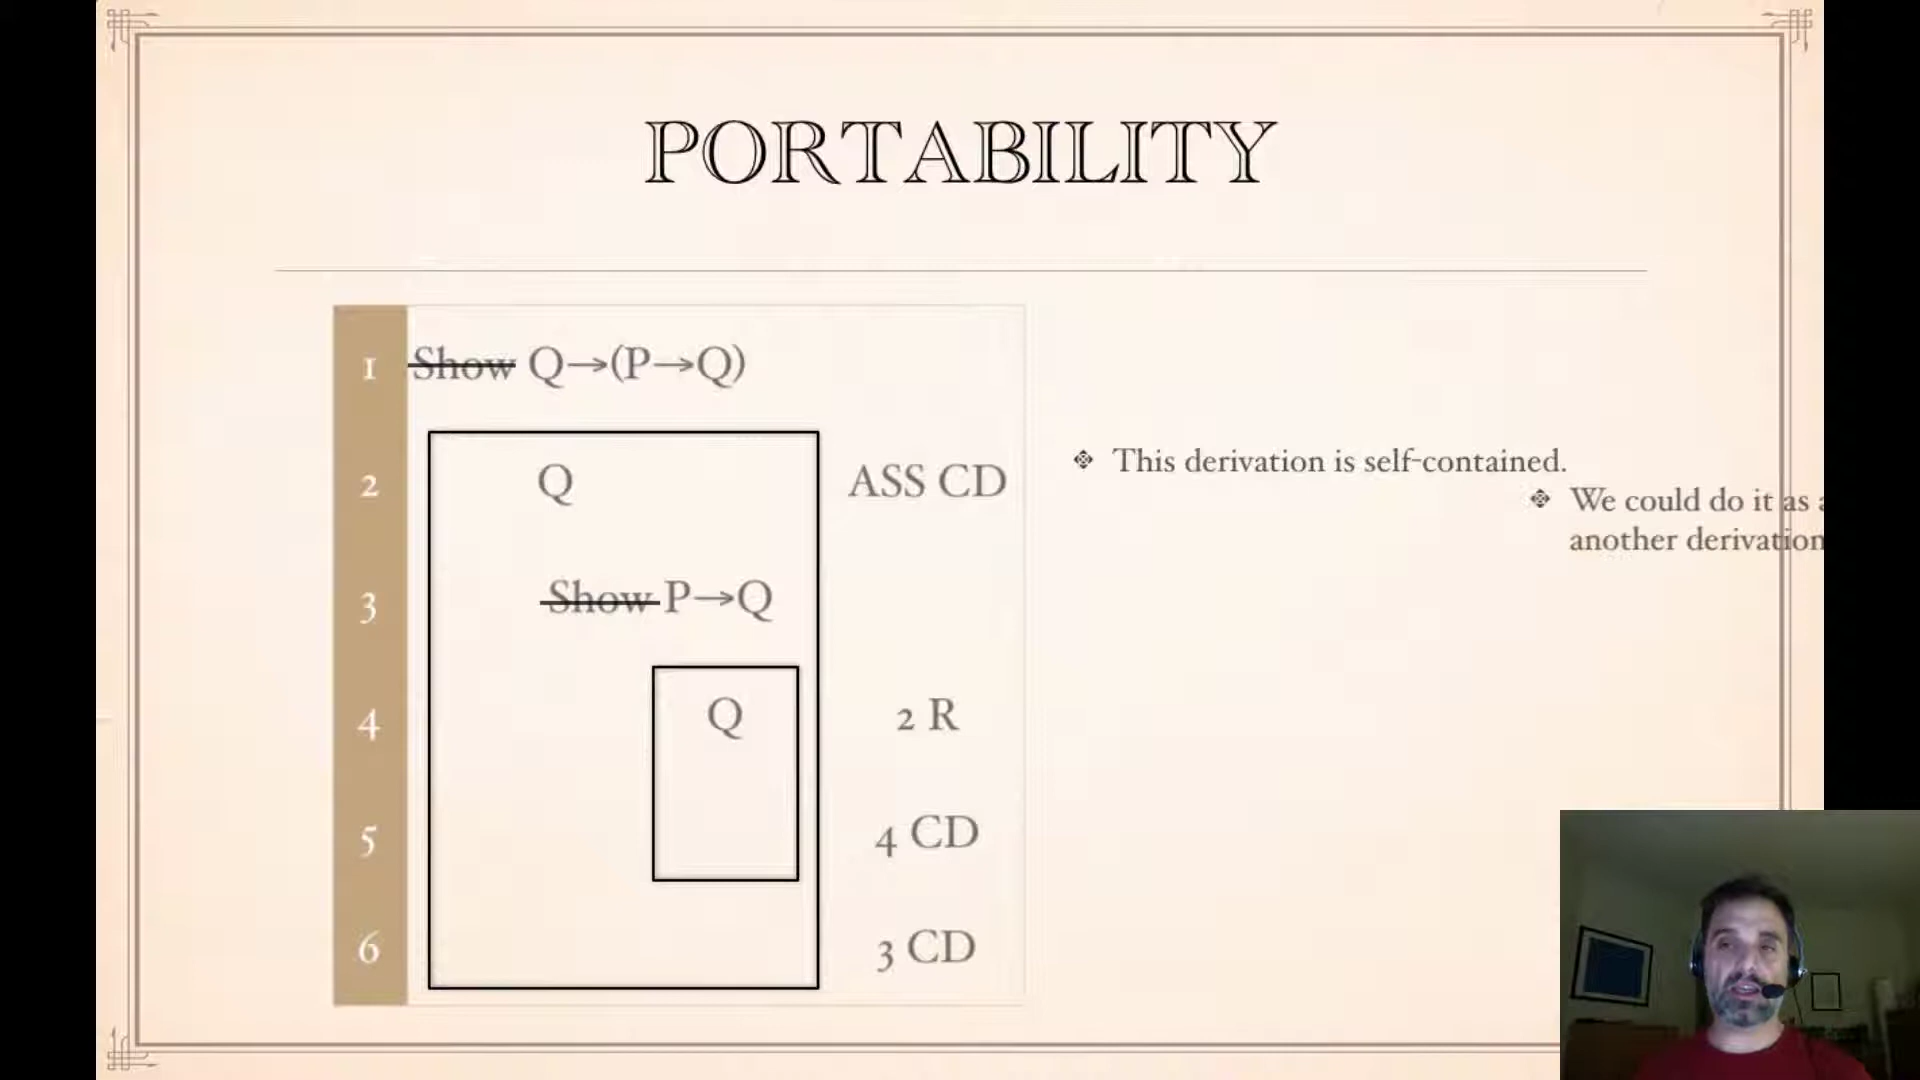 PORTABILITY
1 Show Q→(P→Q)
2 Q ASS CD
3 Show P→Q
4 Q 2 R
5 4 CD
6 3 CD
❖ This derivation is self-contained.
❖ We could do it as
another derivation